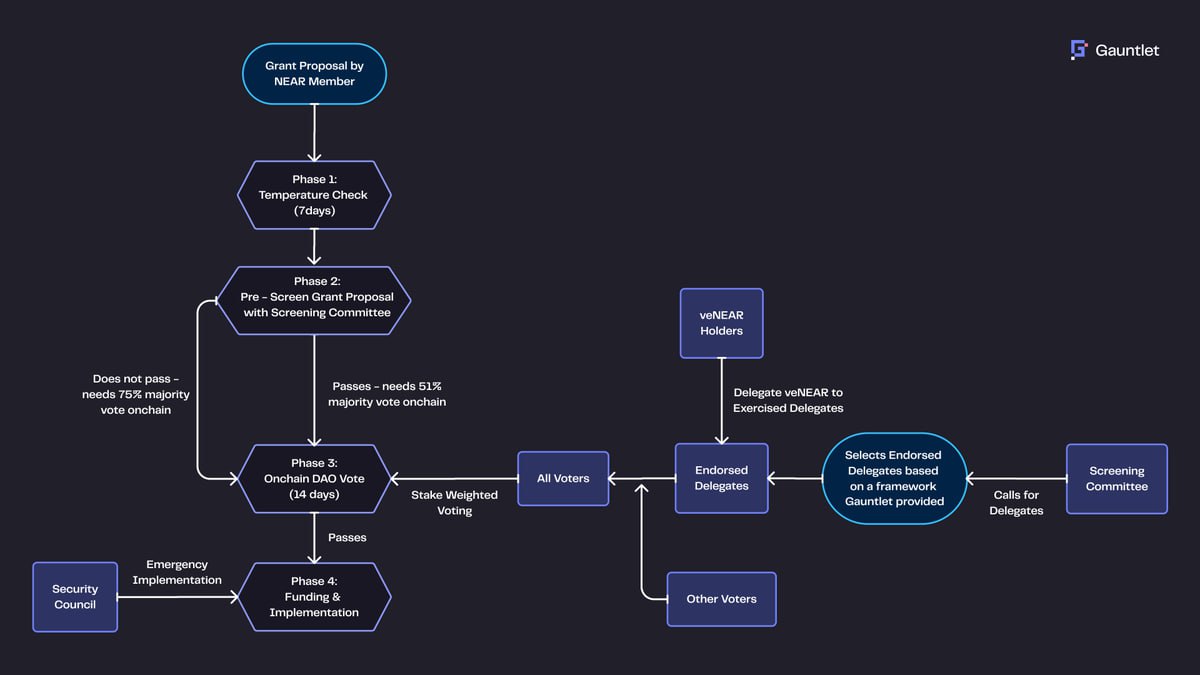 Gauntlet
Grant Proposal by
NEAR Member
Phase 1:
Temperature Check
(7days)
Phase 2:
Pre - Screen Grant Proposal
with Screening Committee
Does not pass -
needs 75% majority
vote onchain
Passes - needs 51%
majority vote onchain
veNEAR
Holders
Delegate veNEAR to
Exercised Delegates
Phase 3:
Onchain DAO Vote
(14 days)
Stake Weighted
Voting
All Voters
Endorsed
Delegates
Selects Endorsed
Delegates based
on a framework
Gauntlet provided
Calls for
Delegates
Screening
Committee
Passes
Security
Council
Emergency
Implementation
Phase 4:
Funding &
Implementation
Other Voters